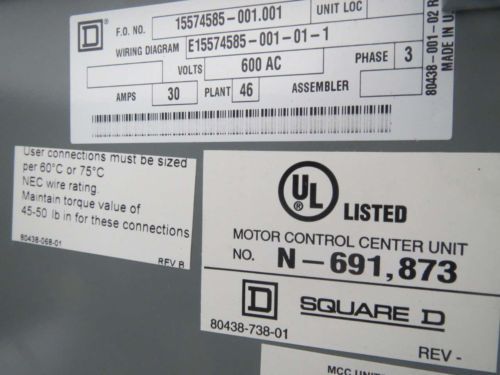 F.O. NO. 15574585-001.001 UNIT LOC
WIRING DIAGRAM E15574585-001-01-1
VOLTS 600 AC PHASE 3
AMPS 30 PLANT 46 ASSEMBLER
80438-001-02
MADE IN
User connections must be sized
per 60°C or 75°C
NEC wire rating.
Maintain torque value of
45-50 lb in for these connections
80438-068-01 REV B
UL LISTED
MOTOR CONTROL CENTER UNIT
NO. N-691,873
D SQUARE D
80438-738-01 REV -
MCC UNIT